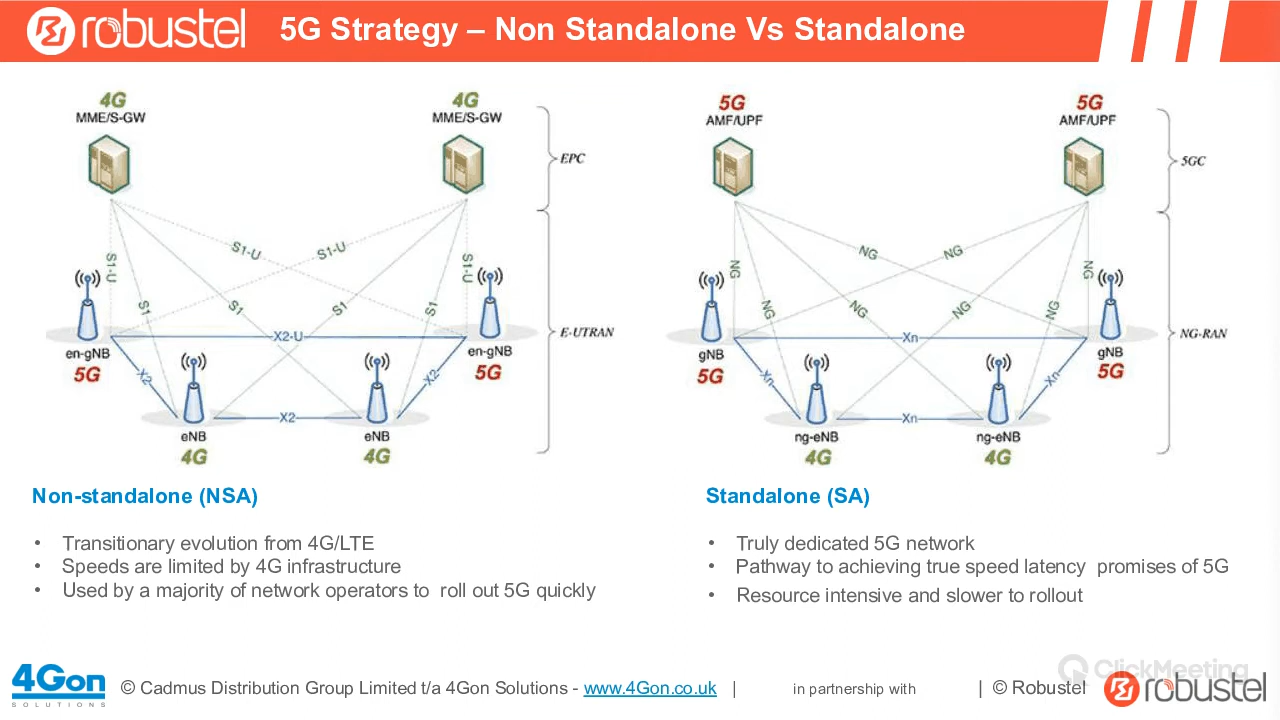 robustel
5G Strategy – Non Standalone Vs Standalone
4G
MME/S-GW
4G
MME/S-GW
EPC
S1-U
S1-U
S1-U
S1-U
S1
S1
S1
S1
X2-U
en-gNB
5G
en-gNB
5G
X2
X2
X2
eNB
4G
eNB
4G
E-UTRAN
5G
AMF/UPF
5G
AMF/UPF
5GC
NG
NG
NG
NG
NG
NG
NG
NG
Xn
gNB
5G
gNB
5G
Xn
Xn
Xn
ng-eNB
4G
ng-eNB
4G
NG-RAN
Non-standalone (NSA)
• Transitionary evolution from 4G/LTE
• Speeds are limited by 4G infrastructure
• Used by a majority of network operators to roll out 5G quickly
Standalone (SA)
• Truly dedicated 5G network
• Pathway to achieving true speed latency promises of 5G
• Resource intensive and slower to rollout
4Gon
SOLUTIONS
© Cadmus Distribution Group Limited t/a 4Gon Solutions - www.4Gon.co.uk | in partnership with | © Robustel
ClickMeeting
robustel